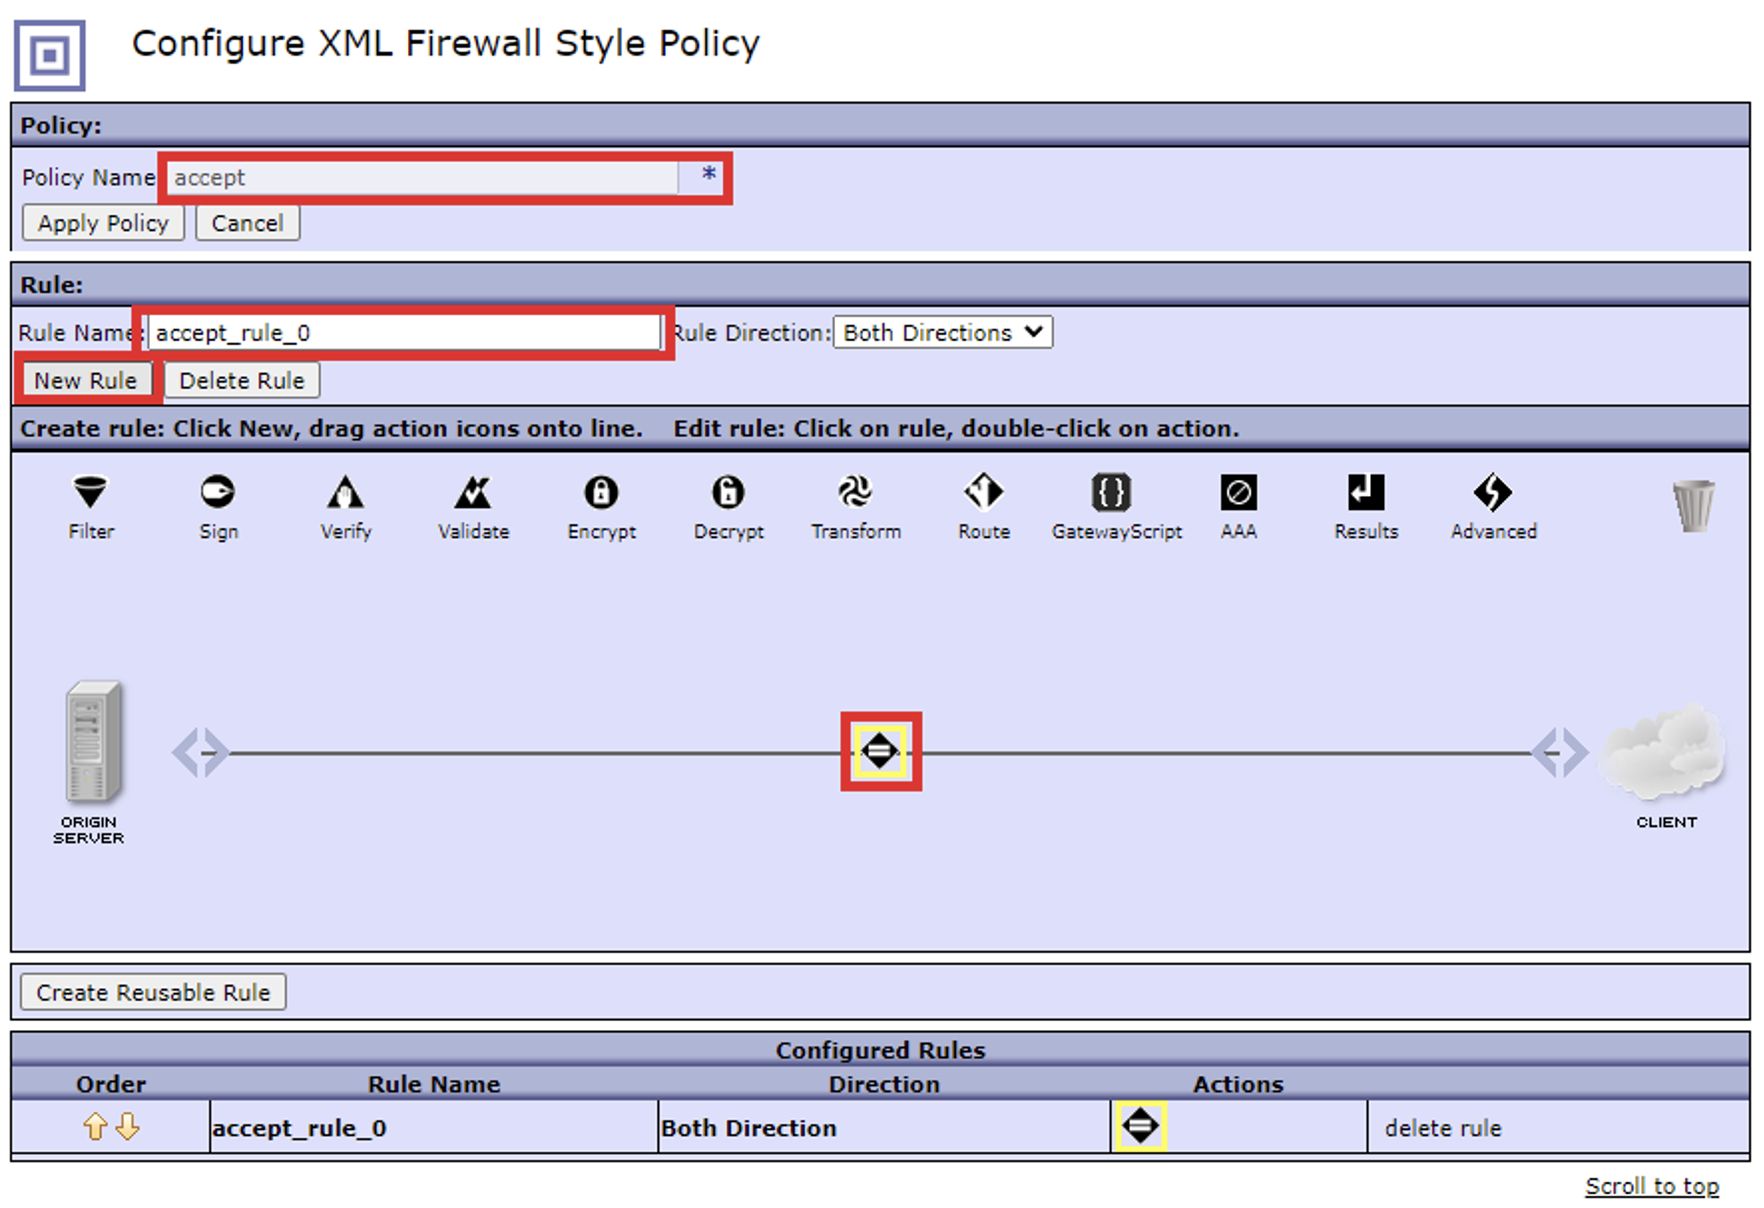 Configure XML Firewall Style Policy
Policy:
Policy Name accept *
Apply Policy Cancel
Rule:
Rule Name: accept_rule_0 Rule Direction: Both Directions
New Rule Delete Rule
Create rule: Click New, drag action icons onto line. Edit rule: Click on rule, double-click on action.
Filter Sign Verify Validate Encrypt Decrypt Transform Route GatewayScript AAA Results Advanced
ORIGIN
SERVER
CLIENT
Create Reusable Rule
Configured Rules
Order Rule Name Direction Actions
accept_rule_0 Both Direction delete rule
Scroll to top